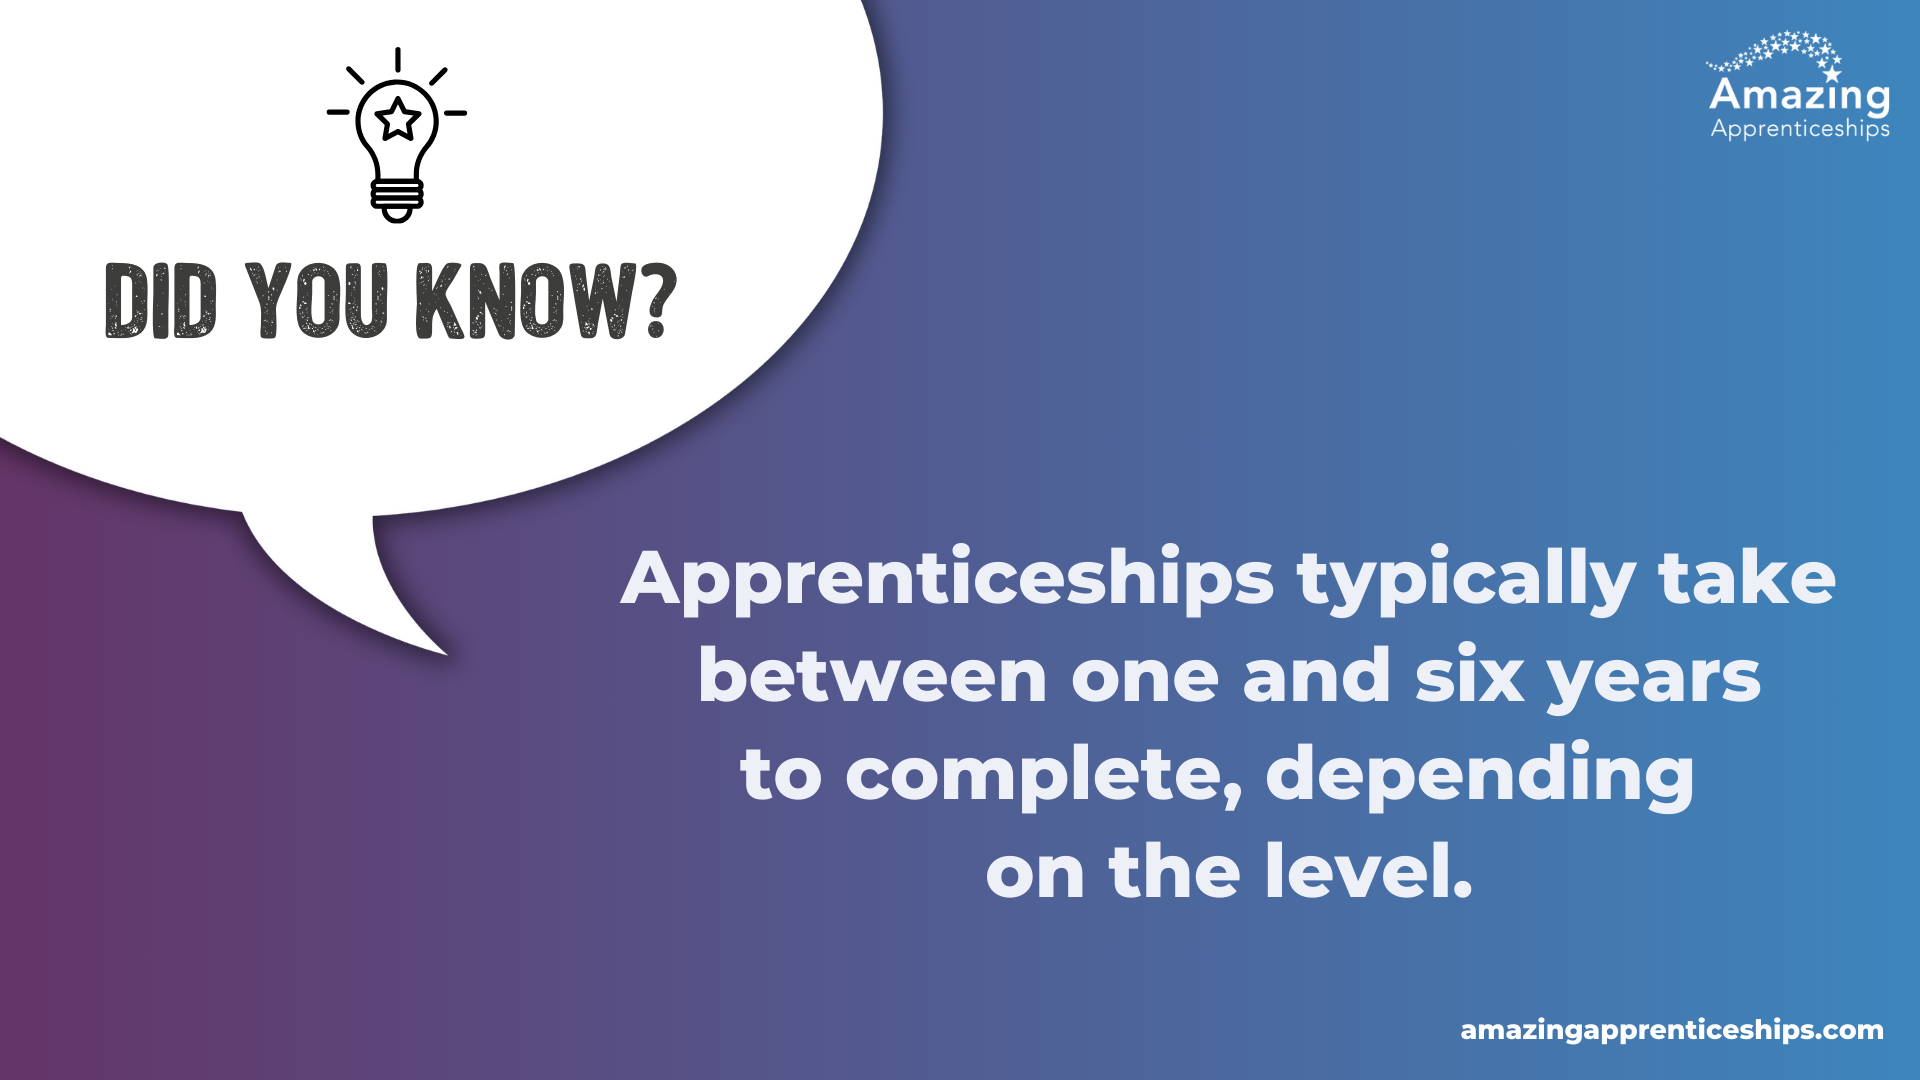 DID YOU KNOW?
Amazing
Apprenticeships
Apprenticeships typically take
between one and six years
to complete, depending
on the level.
amazingapprenticeships.com